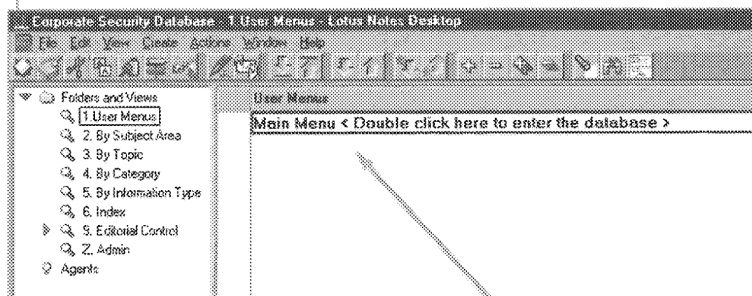 Corporate Security Database - 1.User Menus - Lotus Notes Desktop
File Edit View Create Actions Window Help
Folders and Views
User Menus
1.User Menus
Main Menu < Double click here to enter the database >
2. By Subject Area
3. By Topic
4. By Category
5. By Information Type
6. Index
9. Editorial Control
Z. Admin
Agents